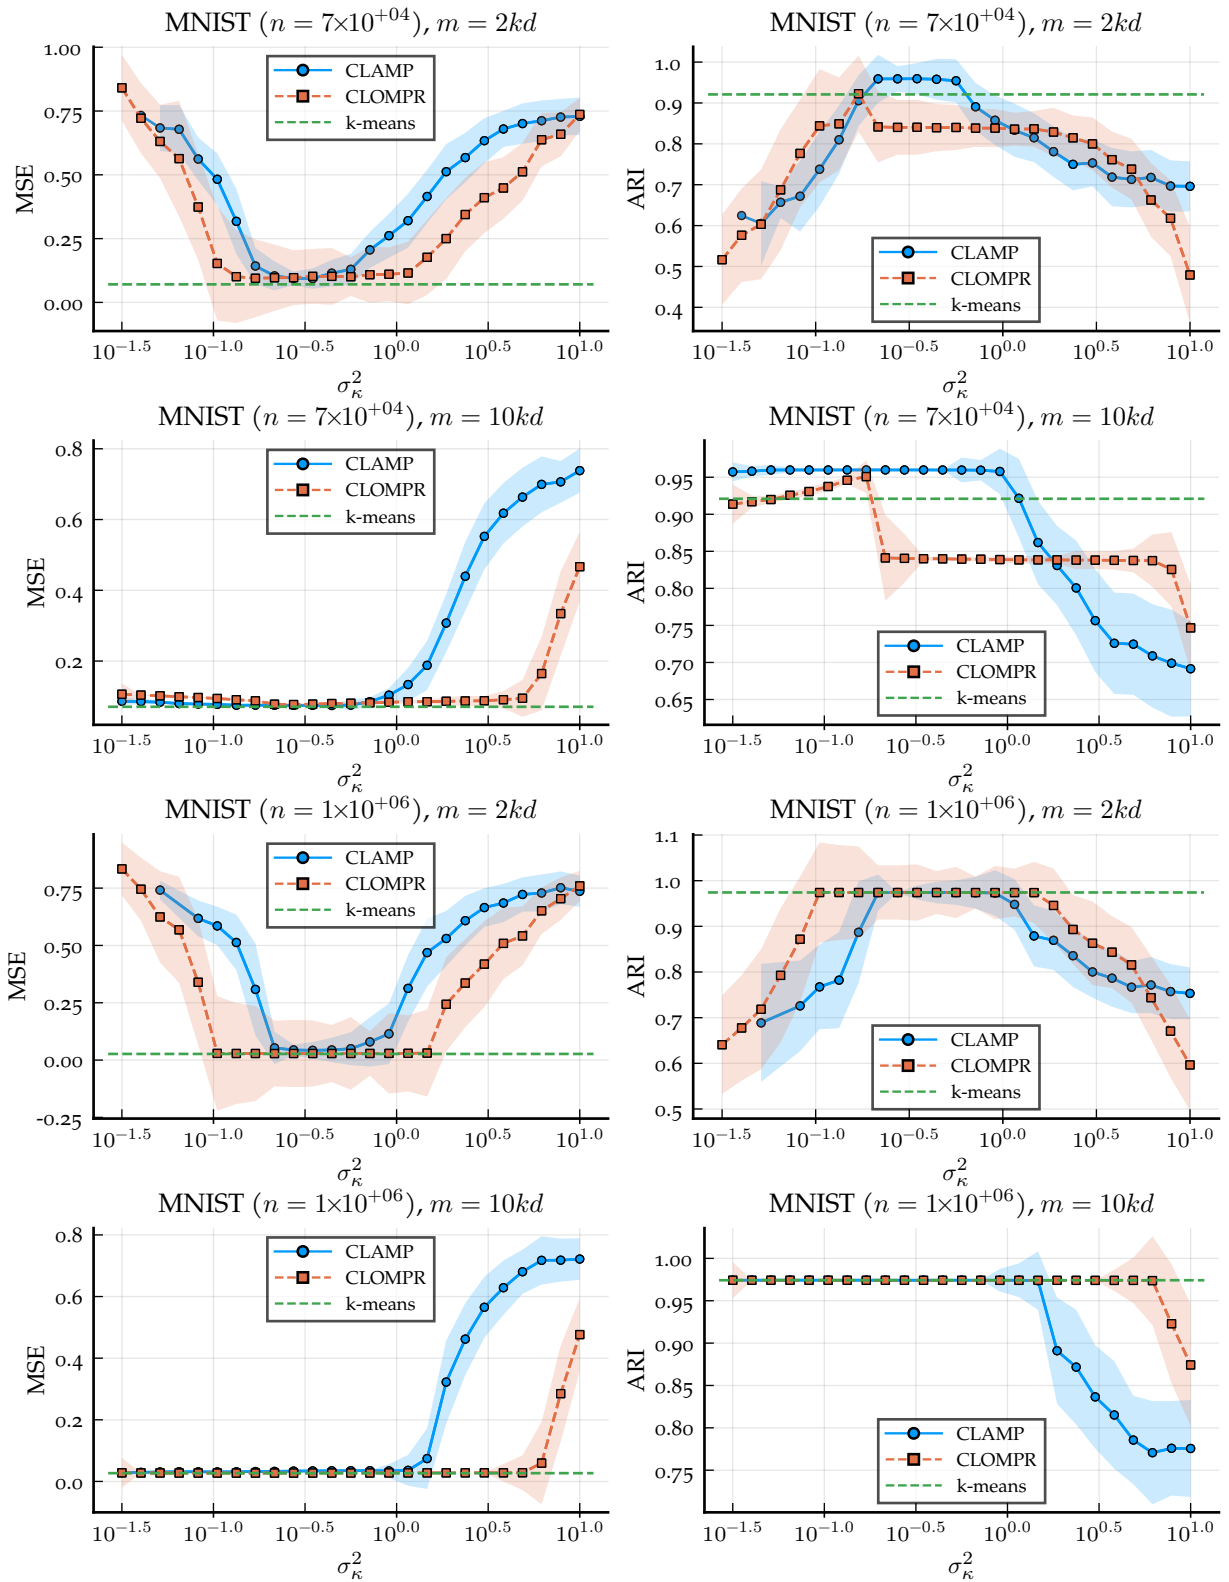 MNIST (n = 7×10^{+04}), m = 2kd
1.00
0.75
0.50
0.25
0.00
MSE
CLAMP
CLOMPR
k-means
10^{−1.5} 10^{−1.0} 10^{−0.5} 10^{0.0} 10^{0.5} 10^{1.0}
σ_κ^2
MNIST (n = 7×10^{+04}), m = 2kd
1.0
0.9
0.8
0.7
0.6
0.5
0.4
ARI
CLAMP
CLOMPR
k-means
10^{−1.5} 10^{−1.0} 10^{−0.5} 10^{0.0} 10^{0.5} 10^{1.0}
σ_κ^2
MNIST (n = 7×10^{+04}), m = 10kd
0.8
0.6
0.4
0.2
MSE
CLAMP
CLOMPR
k-means
10^{−1.5} 10^{−1.0} 10^{−0.5} 10^{0.0} 10^{0.5} 10^{1.0}
σ_κ^2
MNIST (n = 7×10^{+04}), m = 10kd
0.95
0.90
0.85
0.80
0.75
0.70
0.65
ARI
CLAMP
CLOMPR
k-means
10^{−1.5} 10^{−1.0} 10^{−0.5} 10^{0.0} 10^{0.5} 10^{1.0}
σ_κ^2
MNIST (n = 1×10^{+06}), m = 2kd
0.75
0.50
0.25
0.00
-0.25
MSE
CLAMP
CLOMPR
k-means
10^{−1.5} 10^{−1.0} 10^{−0.5} 10^{0.0} 10^{0.5} 10^{1.0}
σ_κ^2
MNIST (n = 1×10^{+06}), m = 2kd
1.1
1.0
0.9
0.8
0.7
0.6
0.5
ARI
CLAMP
CLOMPR
k-means
10^{−1.5} 10^{−1.0} 10^{−0.5} 10^{0.0} 10^{0.5} 10^{1.0}
σ_κ^2
MNIST (n = 1×10^{+06}), m = 10kd
0.8
0.6
0.4
0.2
0.0
MSE
CLAMP
CLOMPR
k-means
10^{−1.5} 10^{−1.0} 10^{−0.5} 10^{0.0} 10^{0.5} 10^{1.0}
σ_κ^2
MNIST (n = 1×10^{+06}), m = 10kd
1.00
0.95
0.90
0.85
0.80
0.75
ARI
CLAMP
CLOMPR
k-means
10^{−1.5} 10^{−1.0} 10^{−0.5} 10^{0.0} 10^{0.5} 10^{1.0}
σ_κ^2